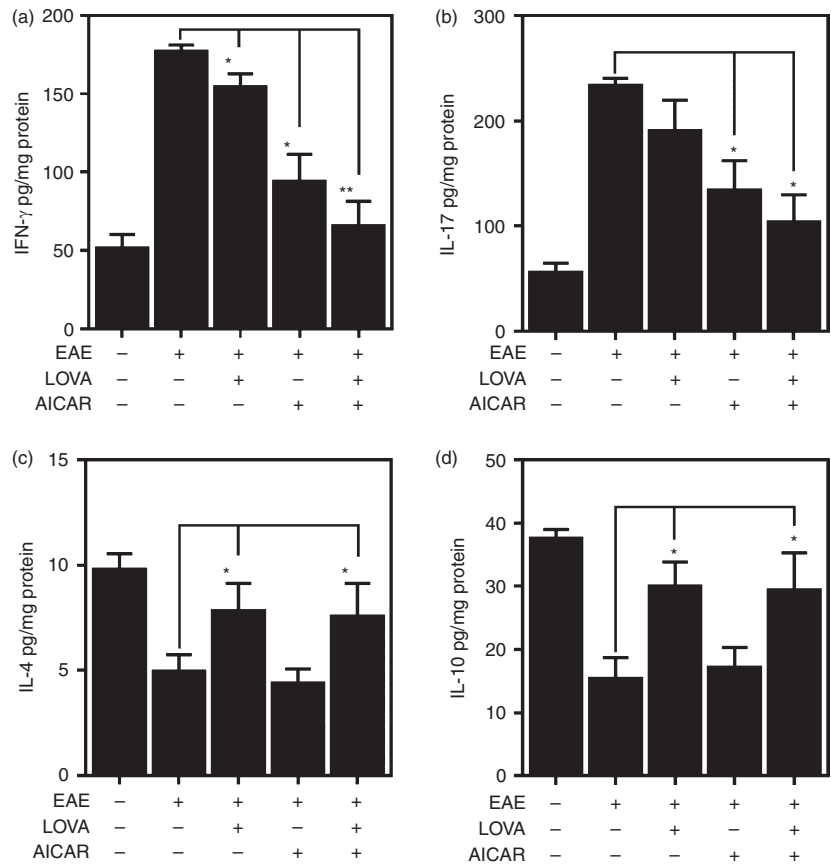 (a)
200
150
100
50
0
IFN-γ pg/mg protein
*
*
**
EAE – + + + +
LOVA – – + – +
AICAR – – – + +
(b)
300
200
100
0
IL-17 pg/mg protein
*
*
EAE – + + + +
LOVA – – + – +
AICAR – – – + +
(c)
15
10
5
0
IL-4 pg/mg protein
*
*
EAE – + + + +
LOVA – – + – +
AICAR – – – + +
(d)
50
40
30
20
10
0
IL-10 pg/mg protein
*
*
EAE – + + + +
LOVA – – + – +
AICAR – – – + +